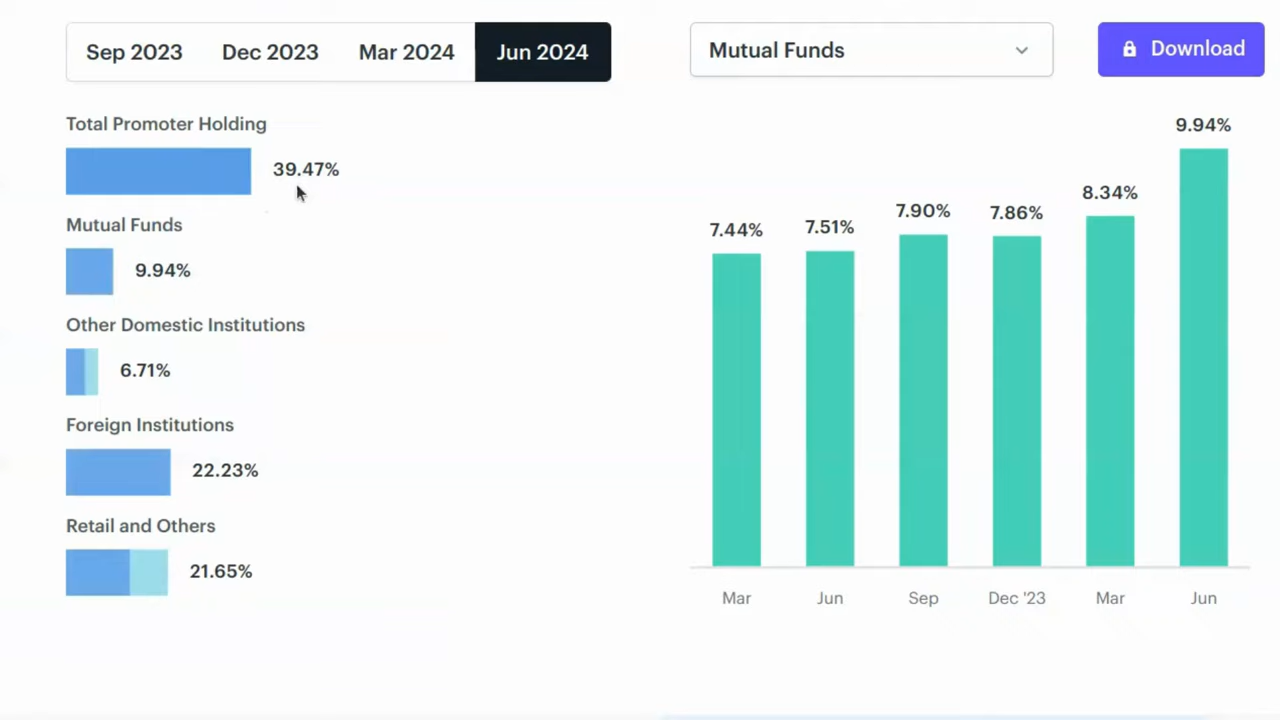 Sep 2023 Dec 2023 Mar 2024 Jun 2024
Total Promoter Holding
39.47%
Mutual Funds
9.94%
Other Domestic Institutions
6.71%
Foreign Institutions
22.23%
Retail and Others
21.65%
Mutual Funds
Download
7.44% 7.51% 7.90% 7.86% 8.34% 9.94%
Mar Jun Sep Dec '23 Mar Jun